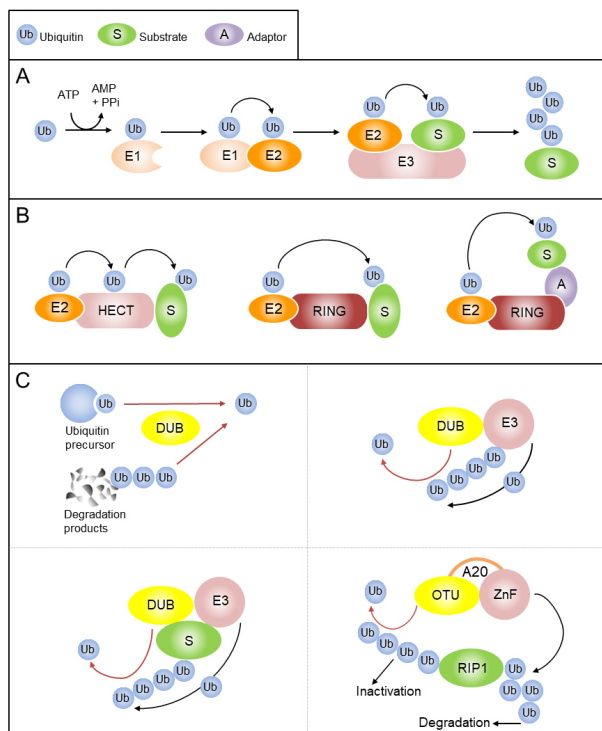 Ub Ubiquitin S Substrate A Adaptor
A
ATP AMP
+ PPi
Ub Ub Ub Ub Ub Ub Ub Ub Ub Ub
E1 E1 E2 E2 S
E3 S
B
Ub Ub Ub Ub Ub Ub Ub
E2 HECT S E2 RING S E2 RING A S
C
Ub Ub
Ubiquitin
precursor
DUB
Ub Ub Ub
Degradation
products
DUB E3
Ub Ub Ub Ub Ub Ub
DUB E3
S
Ub Ub Ub Ub Ub Ub
A20
OTU ZnF
Ub
Ub Ub Ub Ub Ub
RIP1
Ub Ub Ub Ub Ub
Inactivation
Degradation